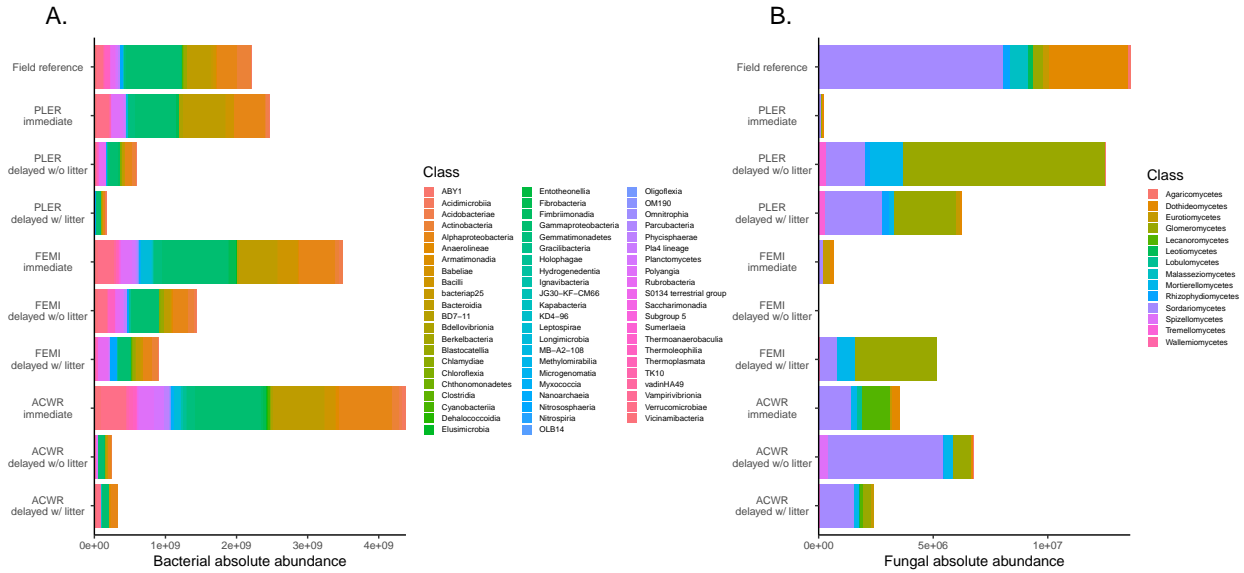 A.
Field reference
PLER
immediate
PLER
delayed w/o litter
PLER
delayed w/ litter
FEMI
immediate
FEMI
delayed w/o litter
FEMI
delayed w/ litter
ACWR
immediate
ACWR
delayed w/o litter
ACWR
delayed w/ litter
0e+00
1e+09
2e+09
3e+09
4e+09
Bacterial absolute abundance
Class
ABY1
Acidimicrobiia
Acidobacteriae
Actinobacteria
Alphaproteobacteria
Anaerolineae
Armatimonadia
Babeliae
Bacilli
bacteriap25
Bacteroidia
BD7−11
Bdellovibrionia
Berkelbacteria
Blastocatellia
Chlamydiae
Chloroflexia
Chthonomonadetes
Clostridia
Cyanobacteriia
Dehalococcoidia
Elusimicrobia
Entotheonellia
Fibrobacteria
Fimbriimonadia
Gammaproteobacteria
Gemmatimonadetes
Gracilibacteria
Holophagae
Hydrogenedentia
Ignavibacteria
JG30−KF−CM66
Kapabacteria
KD4−96
Leptospirae
Longimicrobia
MB−A2−108
Methylomirabilia
Microgenomatia
Myxococcia
Nanoarchaeia
Nitrososphaeria
Nitrospiria
OLB14
Oligoflexia
OM190
Omnitrophia
Parcubacteria
Phycisphaerae
Pla4 lineage
Planctomycetes
Polyangia
Rubrobacteria
S0134 terrestrial group
Saccharimonadia
Subgroup 5
Sumerlaeia
Thermoanaerobaculia
Thermoleophilia
Thermoplasmata
TK10
vadinHA49
Vampirivibrionia
Verrucomicrobiae
Vicinamibacteria
B.
Field reference
PLER
immediate
PLER
delayed w/o litter
PLER
delayed w/ litter
FEMI
immediate
FEMI
delayed w/o litter
FEMI
delayed w/ litter
ACWR
immediate
ACWR
delayed w/o litter
ACWR
delayed w/ litter
0e+00
5e+06
1e+07
Fungal absolute abundance
Class
Agaricomycetes
Dothideomycetes
Eurotiomycetes
Glomeromycetes
Lecanoromycetes
Leotiomycetes
Lobulomycetes
Malasseziomycetes
Mortierellomycetes
Rhizophydiomycetes
Sordariomycetes
Spizellomycetes
Tremellomycetes
Wallemiomycetes